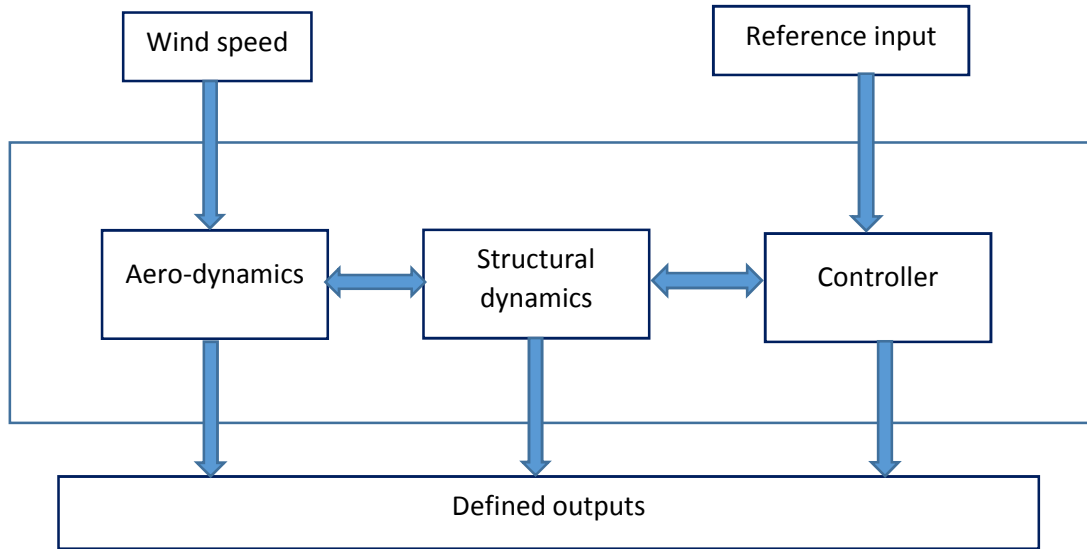 Wind speed
Reference input
Aero-dynamics
Structural
dynamics
Controller
Defined outputs